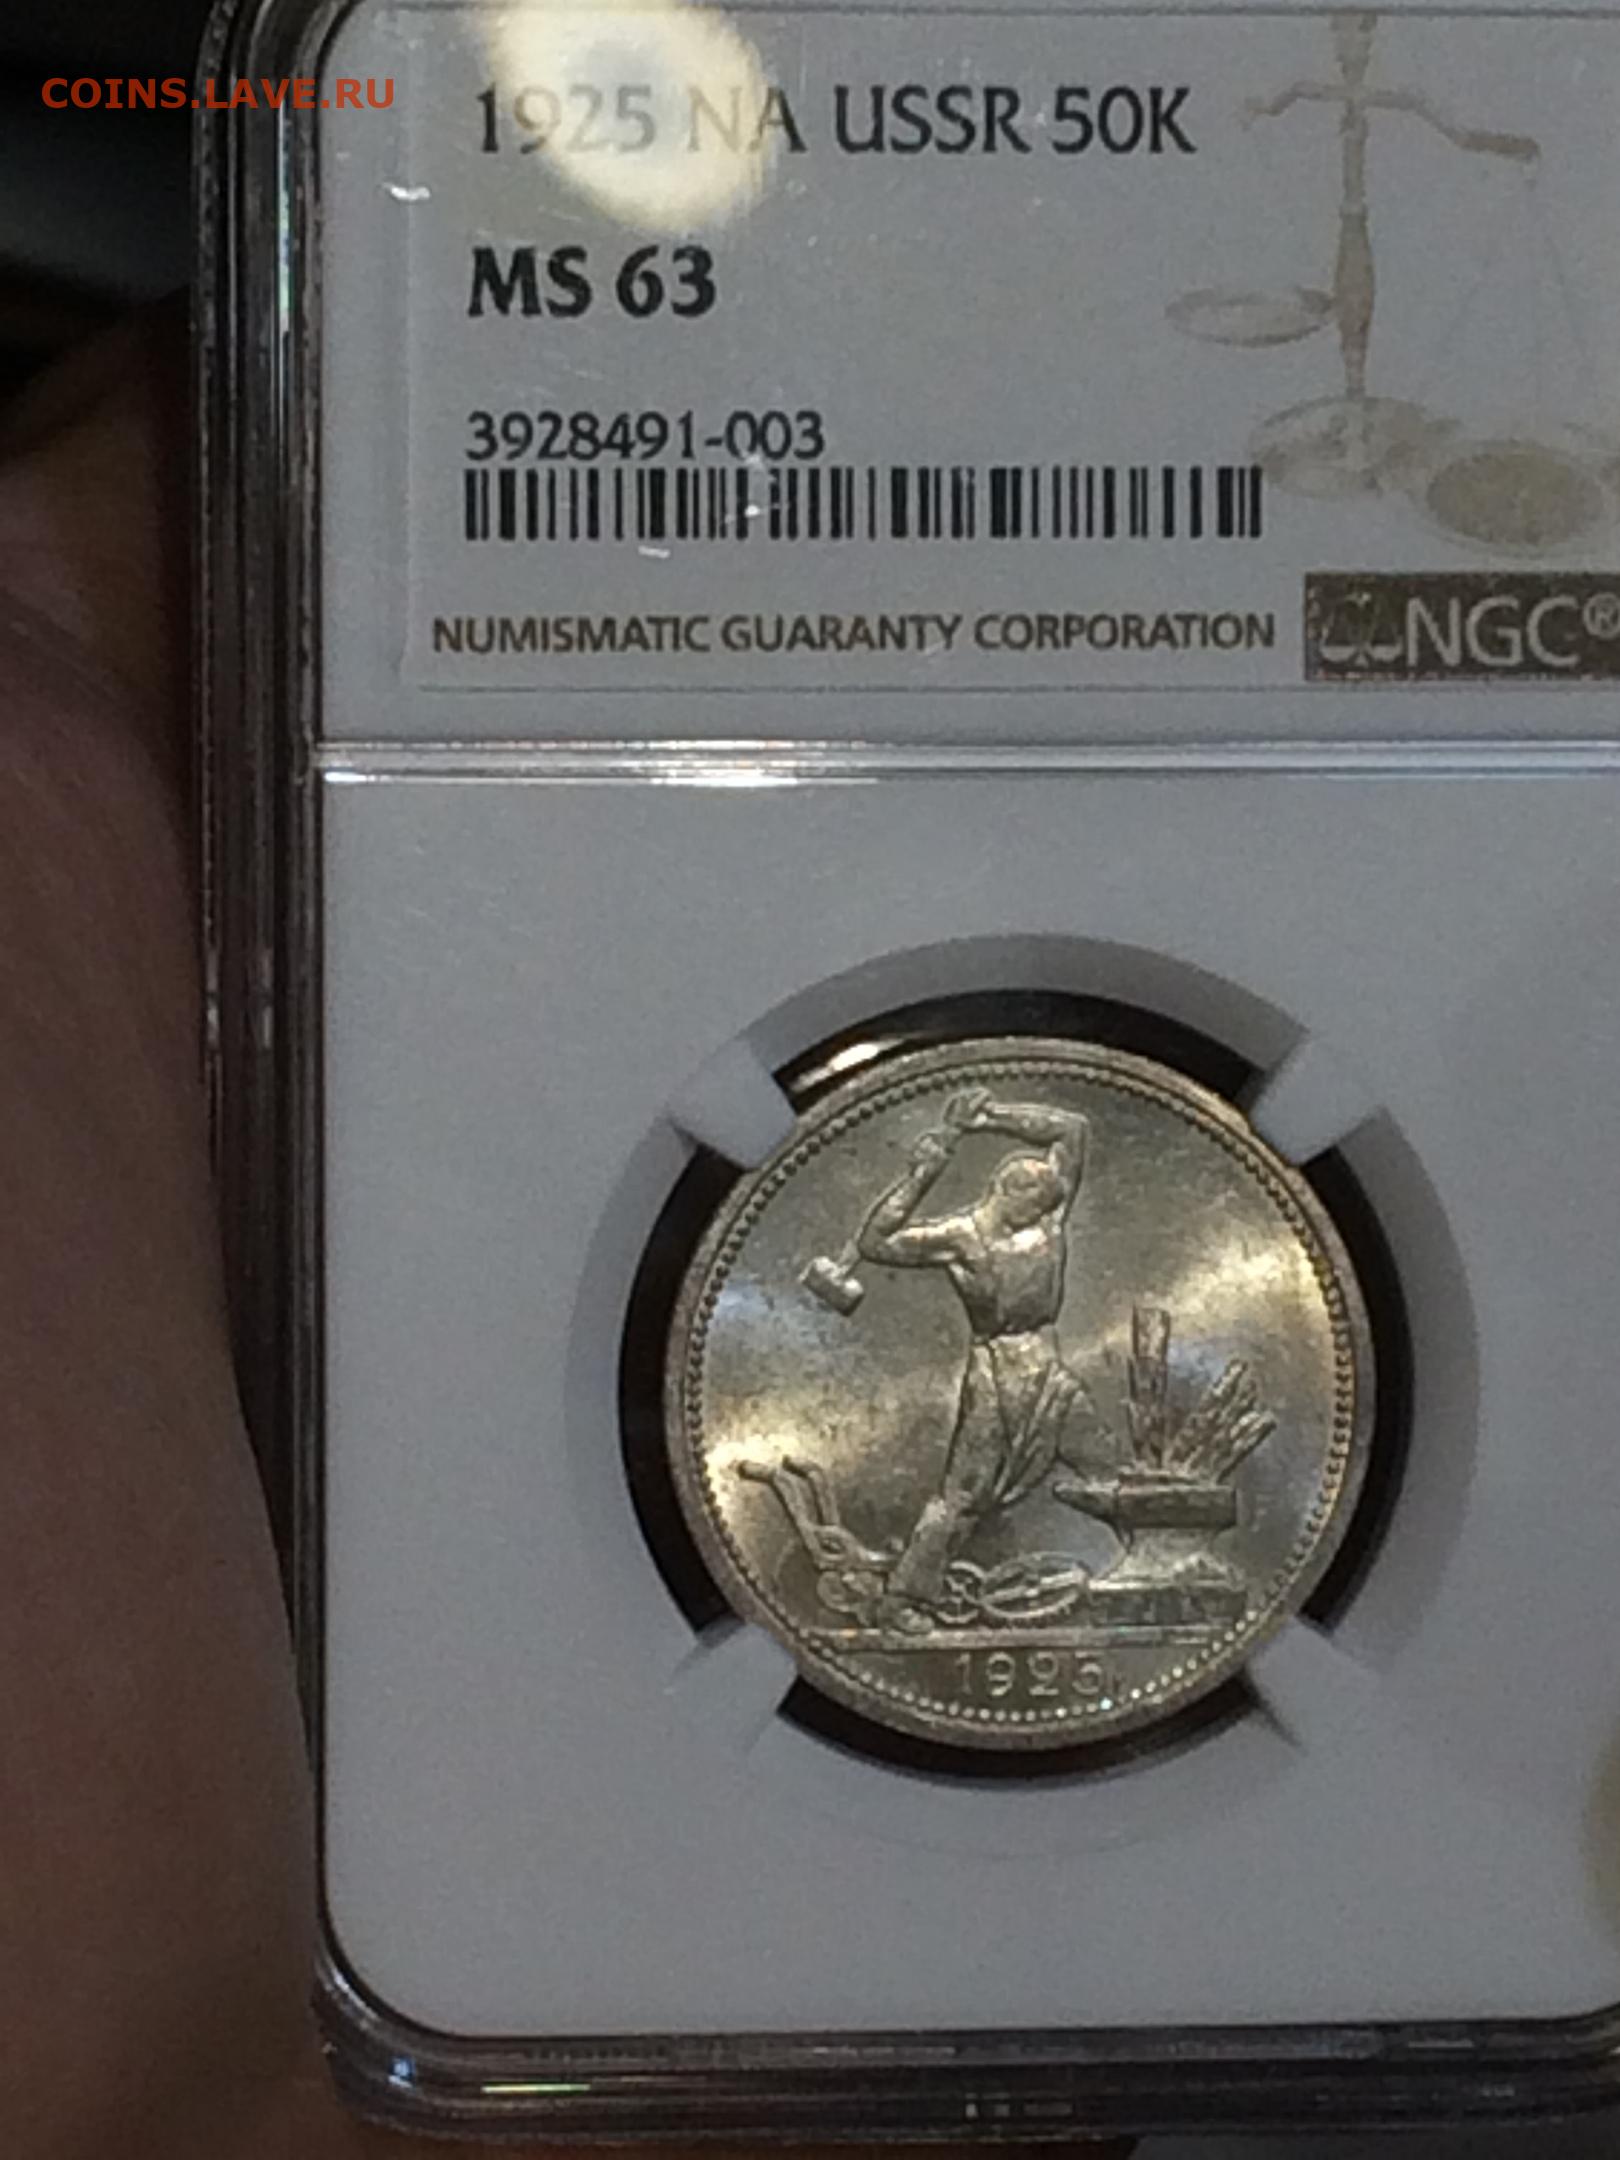 COINS.LAVE.RU
1925 NA USSR 50K
MS 63
3928491-003
NUMISMATIC GUARANTY CORPORATION
NGC®
1925